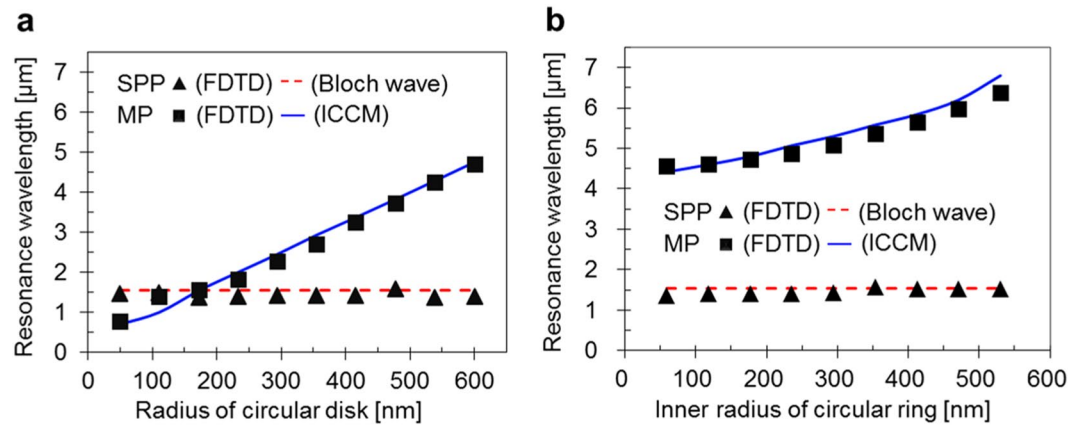 a
Resonance wavelength [μm]
7
6
5
4
3
2
1
0
SPP ▲ (FDTD) -- (Bloch wave)
MP ■ (FDTD) — (ICCM)
0 100 200 300 400 500 600
Radius of circular disk [nm]
b
Resonance wavelength [μm]
7
6
5
4
3
2
1
0
SPP ▲ (FDTD) -- (Bloch wave)
MP ■ (FDTD) — (ICCM)
0 100 200 300 400 500 600
Inner radius of circular ring [nm]